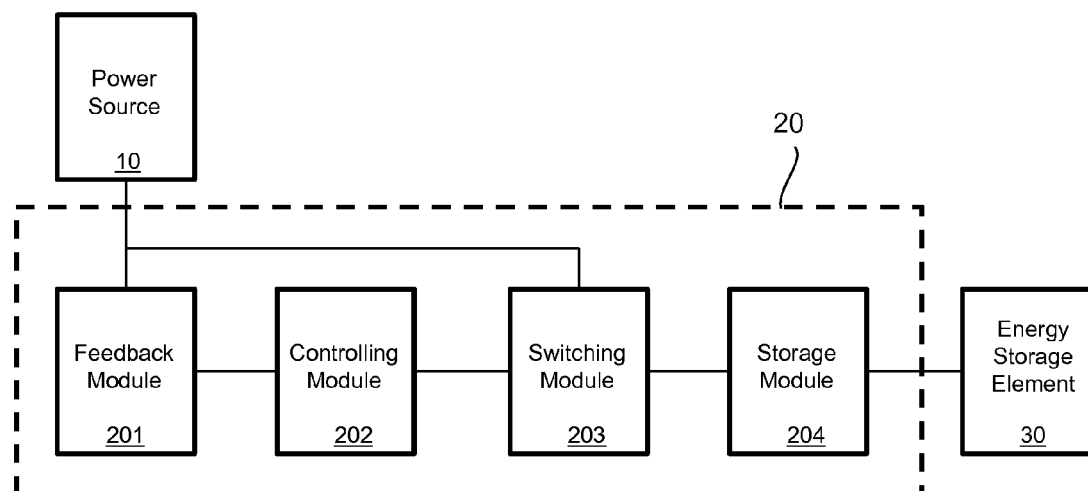 Power
Source
10
20
Feedback
Module
201
Controlling
Module
202
Switching
Module
203
Storage
Module
204
Energy
Storage
Element
30